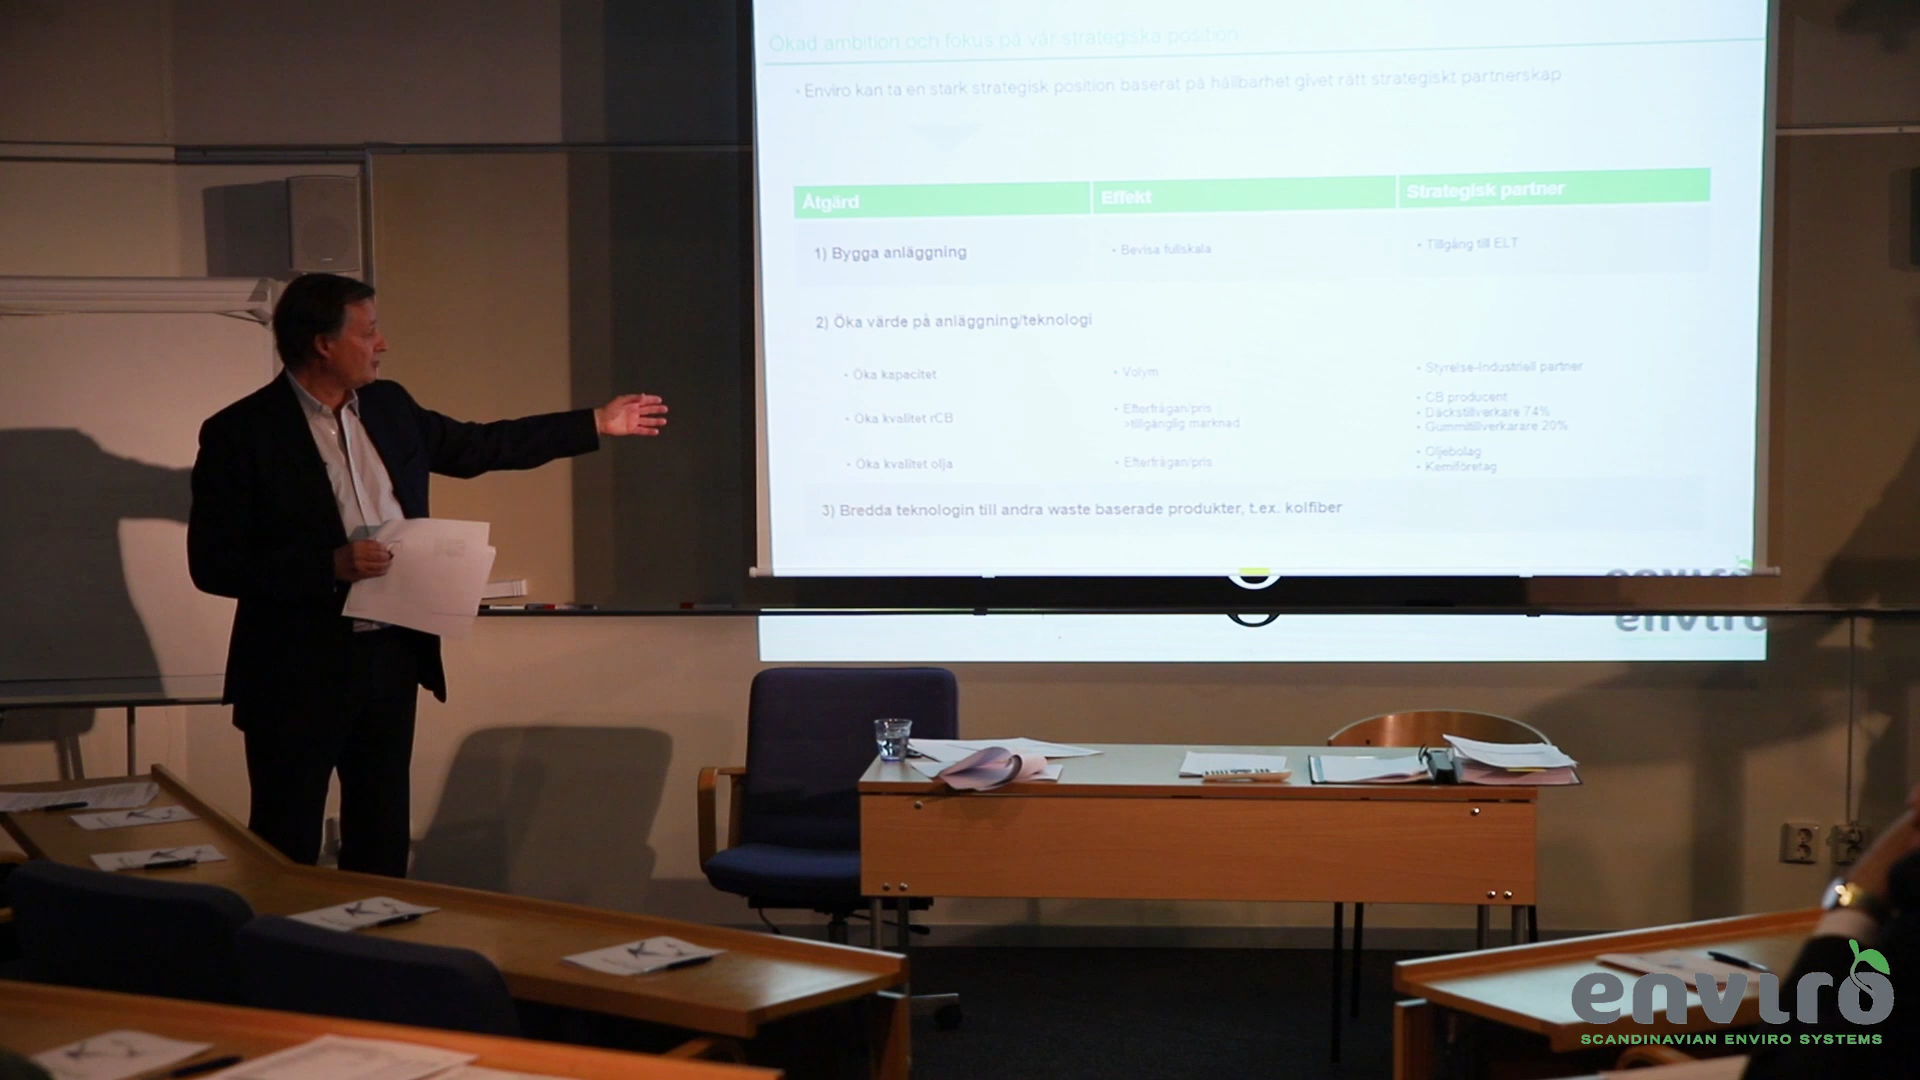 Ökad ambition och fokus på vår strategiska position
• Enviro kan ta en stark strategisk position baserat på hållbarhet givet rätt strategiskt partnerskap
Åtgärd
Effekt
Strategisk partner
1) Bygga anläggning
• Bevisa fullskala
• Tillgång till ELT
2) Öka värde på anläggning/teknologi
• Öka kapacitet
• Volym
• Styrelse-Industriell partner
• Öka kvalitet rCB
• Efterfrågan/pris
>tillgänglig marknad
• CB producent
• Däckstillverkare 74%
• Gummitillverkarare 20%
• Öka kvalitet olja
• Efterfrågan/pris
• Oljebolag
• Kemiföretag
3) Bredda teknologin till andra waste baserade produkter, t.ex. kolfiber
enviro
enviro
SCANDINAVIAN ENVIRO SYSTEMS